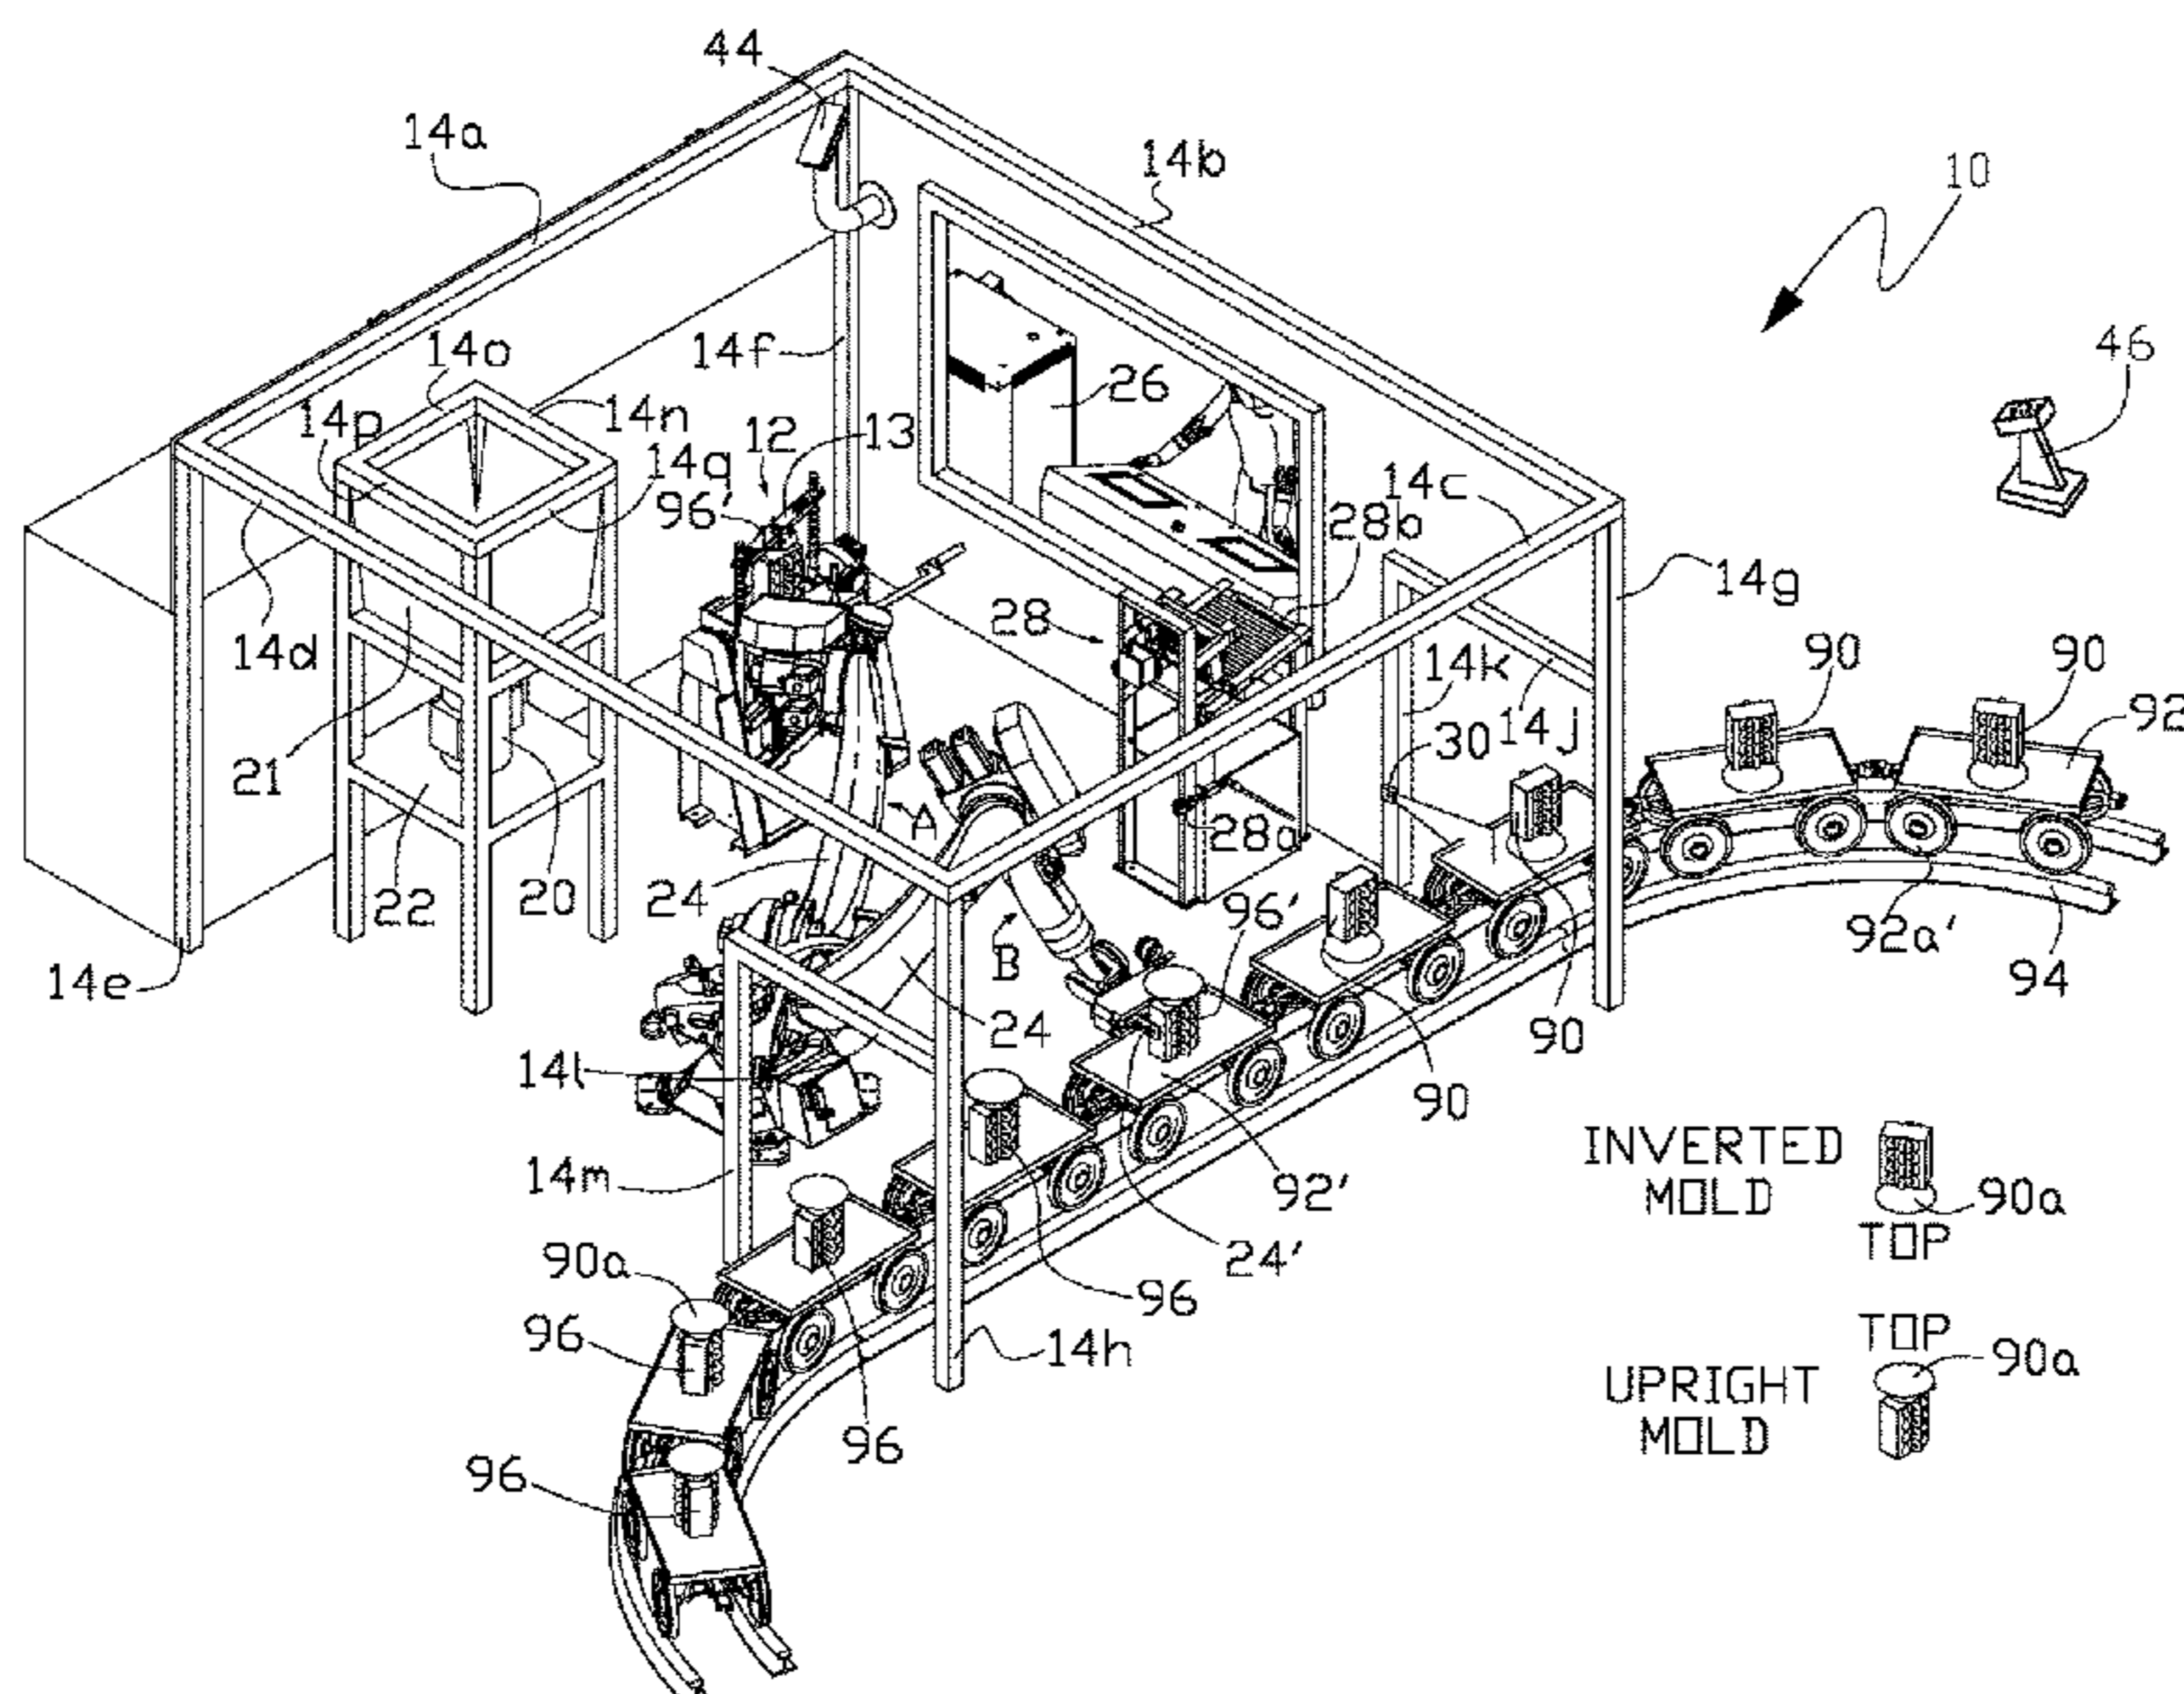 44
14a
14b
10
46
14o
14f
26
14p
14n
12
13
14q
96'
14c
28b
14g
28
14d
14k
90
90
92
30
14j
21
A
28a
22
20
24
96'
92a'
94
14e
B
24
90
14l
90
INVERTED
MOLD
90a
TOP
14m
92'
24'
90a
96
96
14h
TOP
90a
UPRIGHT
MOLD
96
96